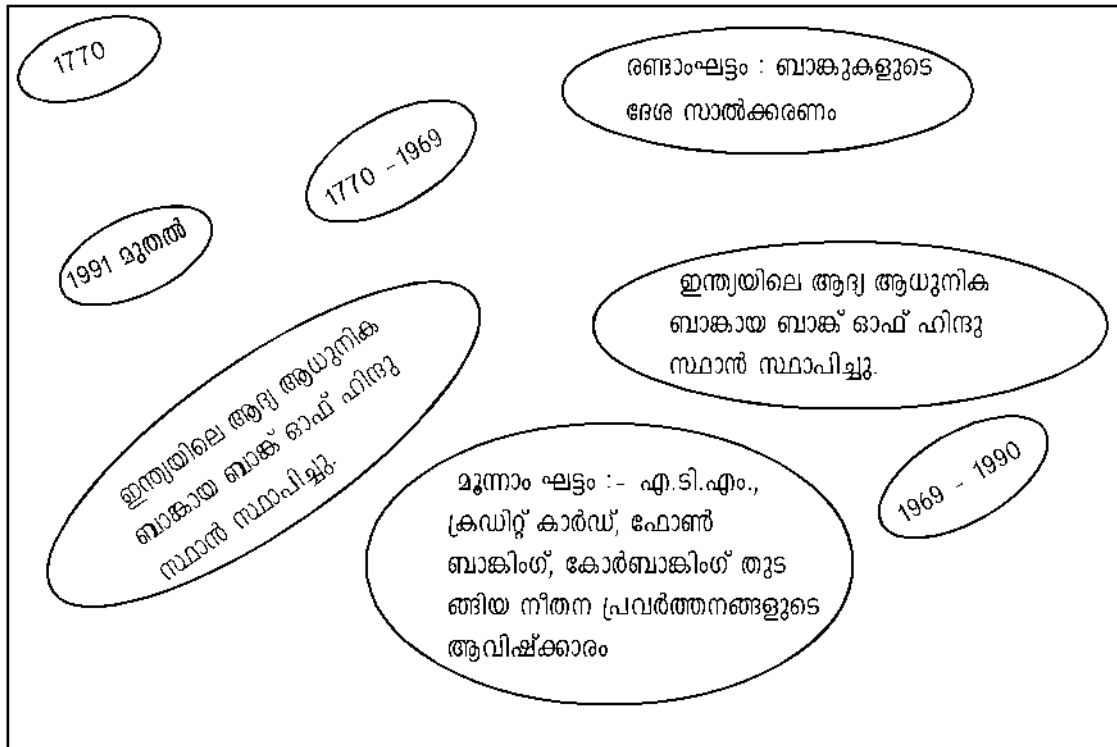 1770
രണ്ടാംഘട്ടം : ബാങ്കുകളുടെ
ദേശ സാൽക്കരണം
1770 - 1969
1991 മുതൽ
ഇന്ത്യയിലെ ആദ്യ ആധുനിക
ബാങ്കായ ബാങ്ക് ഓഫ് ഹിന്ദു
സ്ഥാൻ സ്ഥാപിച്ചു.
ഇന്ത്യയിലെ ആദ്യ ആധുനിക
ബാങ്കായ ബാങ്ക് ഓഫ് ഹിന്ദു
സ്ഥാൻ സ്ഥാപിച്ചു.
മൂന്നാം ഘട്ടം :- എ.ടി.എം.,
ക്രഡിറ്റ് കാർഡ്, ഫോൺ
ബാങ്കിംഗ്, കോർബാങ്കിംഗ് തുട
ങ്ങിയ നീതന പ്രവർത്തനങ്ങളുടെ
ആവിഷ്ക്കാരം
1969 - 1990